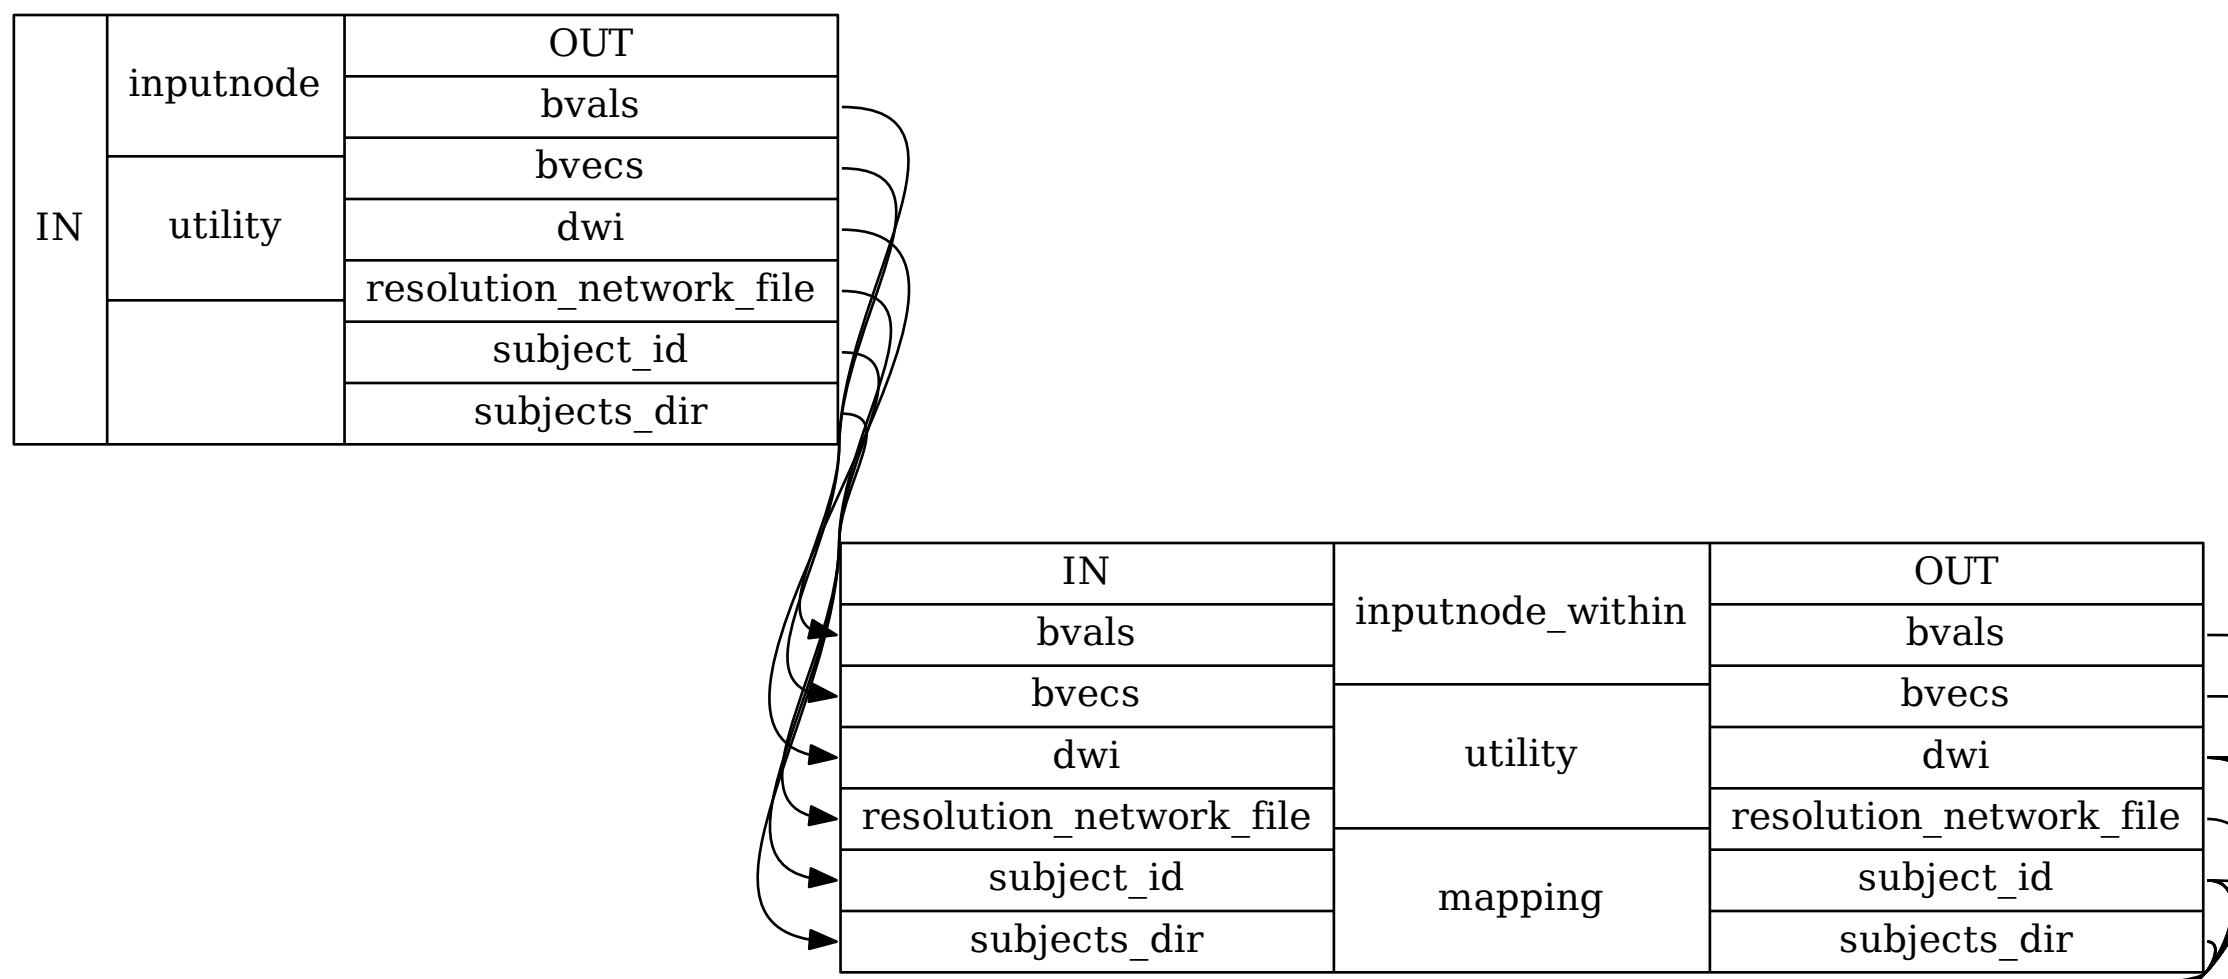 IN
inputnode
utility
OUT
bvals
bvecs
dwi
resolution_network_file
subject_id
subjects_dir
IN
bvals
bvecs
dwi
resolution_network_file
subject_id
subjects_dir
inputnode_within
utility
mapping
OUT
bvals
bvecs
dwi
resolution_network_file
subject_id
subjects_dir